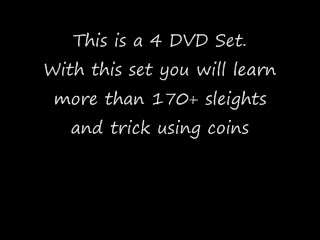 This is a 4 DVD Set.
With this set you will learn
more than 170+ sleights
and trick using coins